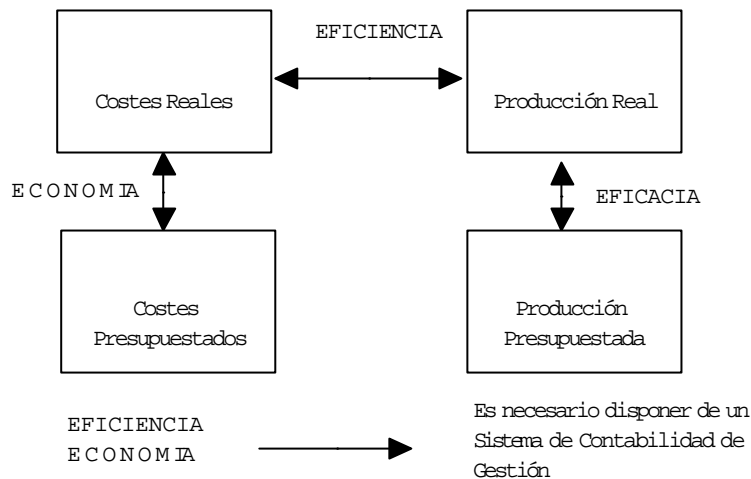 EFICIENCIA
Costes Reales
Producción Real
ECONOMIA
EFICACIA
Costes
Presupuestados
Producción
Presupuestada
EFICIENCIA
ECONOMIA
Es necesario disponer de un
Sistema de Contabilidad de
Gestión